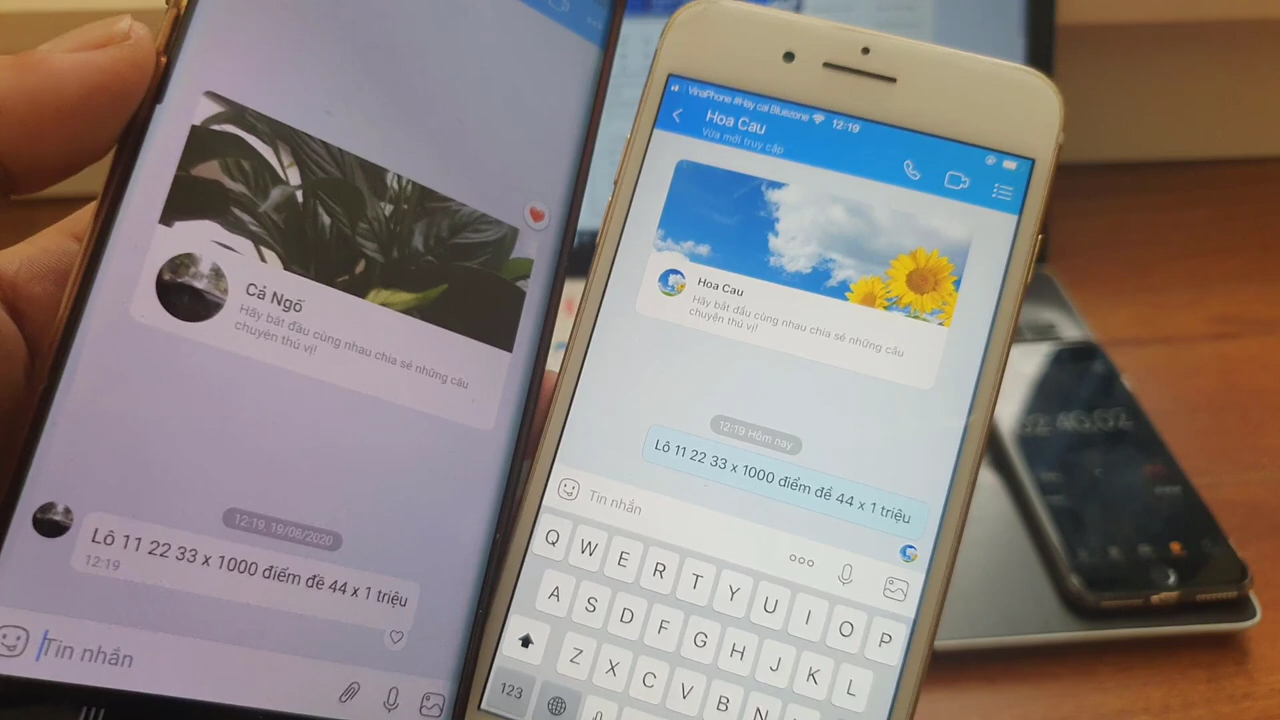 Cả Ngố
Hãy bắt đầu cùng nhau chia sẻ những câu
chuyện thú vị!
12:19, 19/08/2020
Lô 11 22 33 x 1000 điểm đề 44 x 1 triệu
12:19
Tin nhắn
VinaPhone #Hay cai Bluezone 12:19
Hoa Cau
Vừa mới truy cập
Hoa Cau
Hãy bắt đầu cùng nhau chia sẻ những câu
chuyện thú vị!
12:19 Hôm nay
Lô 11 22 33 x 1000 điểm đề 44 x 1 triệu
Tin nhắn
Q W E R T Y U I O P
A S D F G H J K L
Z X C V B N
123